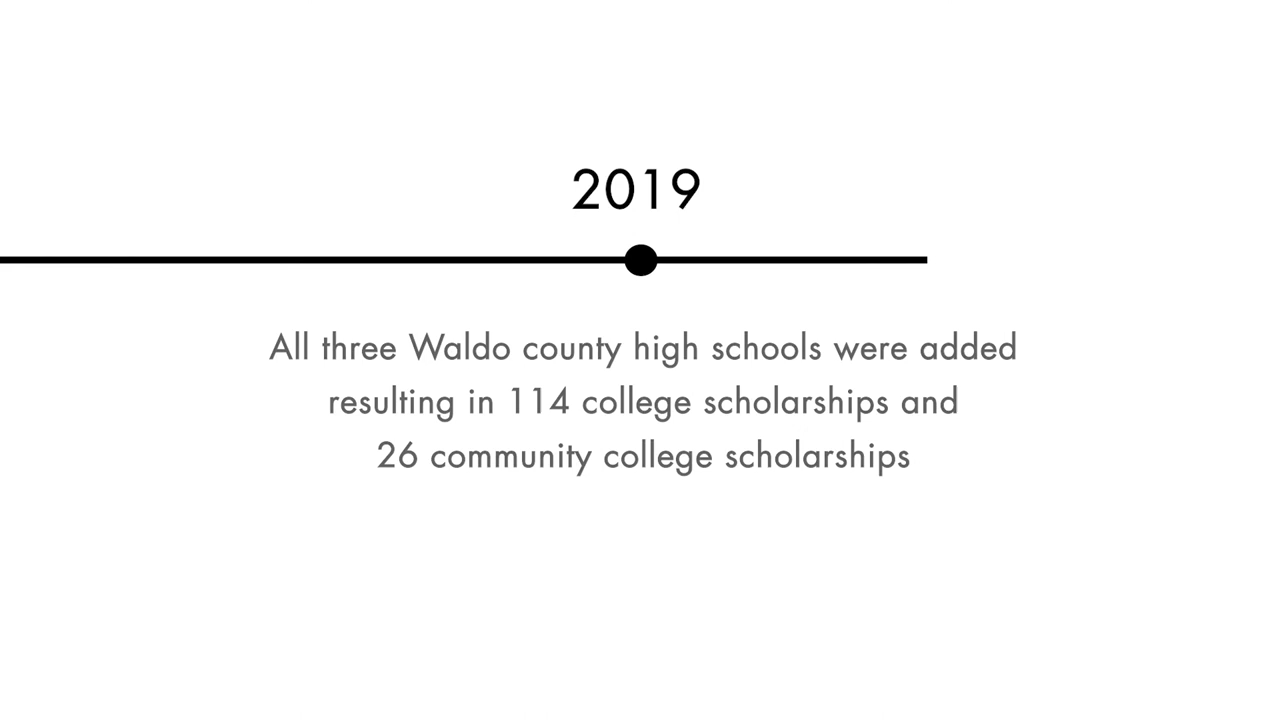 2019
All three Waldo county high schools were added
resulting in 114 college scholarships and
26 community college scholarships